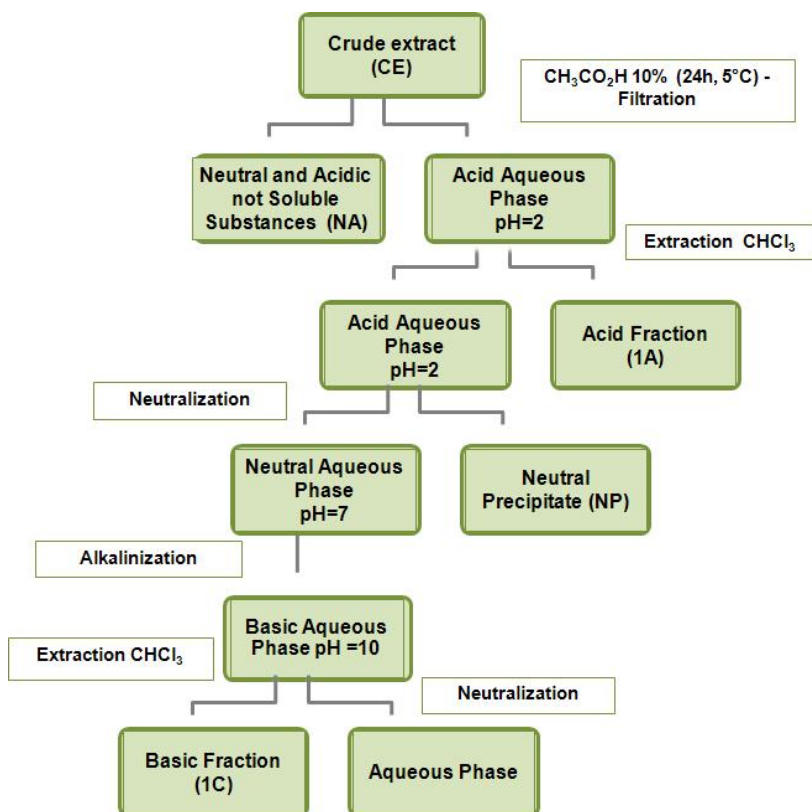 Crude extract
(CE)
CH₃CO₂H 10% (24h, 5°C) -
Filtration
Neutral and Acidic
not Soluble
Substances (NA)
Acid Aqueous
Phase
pH=2
Extraction CHCl₃
Acid Aqueous
Phase
pH=2
Acid Fraction
(1A)
Neutralization
Neutral Aqueous
Phase
pH=7
Neutral
Precipitate (NP)
Alkalinization
Basic Aqueous
Phase pH =10
Extraction CHCl₃
Neutralization
Basic Fraction
(1C)
Aqueous Phase